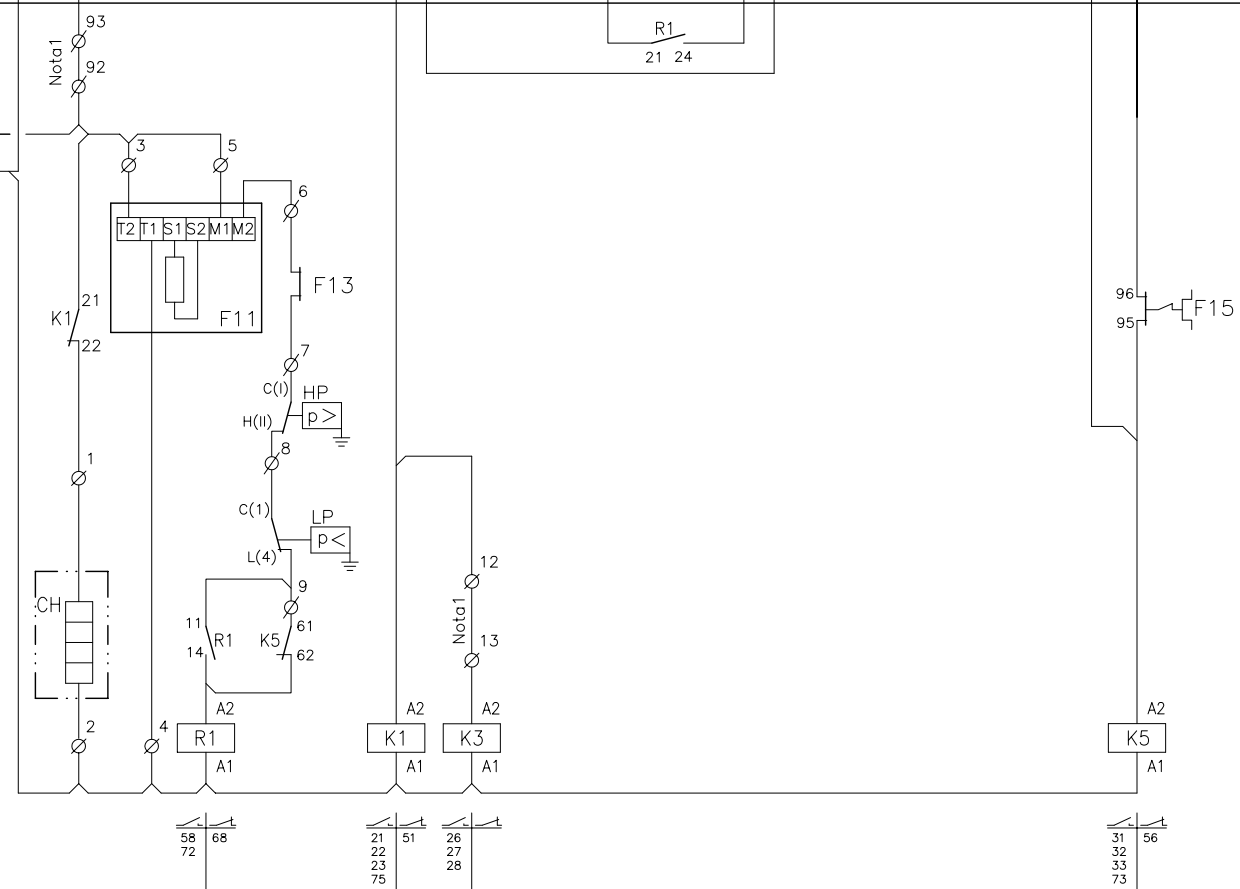 93
Nota1
92
R1
21 24
3
5
6
T2 T1 S1 S2 M1 M2
F11
F13
21
K1
22
96
95
F15
7
C(I)
HP
H(II)
p >
8
1
C(1)
LP
L(4)
p<
12
Nota1
13
CH
9
11
R1
14
K5
61
62
2
4
A2
R1
A1
A2
K1
A1
A2
K3
A1
A2
K5
A1
58 68
72
21 51
22
23
75
26
27
28
31 56
32
33
73